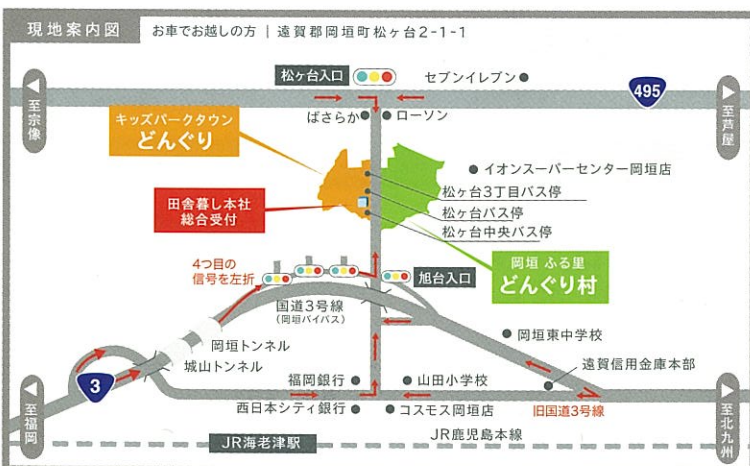 現地案内図
お車でお越しの方 | 遠賀郡岡垣町松ヶ台2-1-1
松ヶ台入口
セブンイレブン
至宗像
495
至芦屋
ばさらか
ローソン
キッズパークタウン
どんぐり
イオンスーパーセンター岡垣店
松ヶ台3丁目バス停
松ヶ台バス停
松ヶ台中央バス停
田舎暮し本社
総合受付
岡垣 ふる里
どんぐり村
4つ目の
信号を左折
旭台入口
国道3号線
(岡垣バイパス)
岡垣東中学校
岡垣トンネル
城山トンネル
遠賀信用金庫本部
3
福岡銀行
山田小学校
西日本シティ銀行
コスモス岡垣店
旧国道3号線
至福岡
至北九州
JR海老津駅
JR鹿児島本線